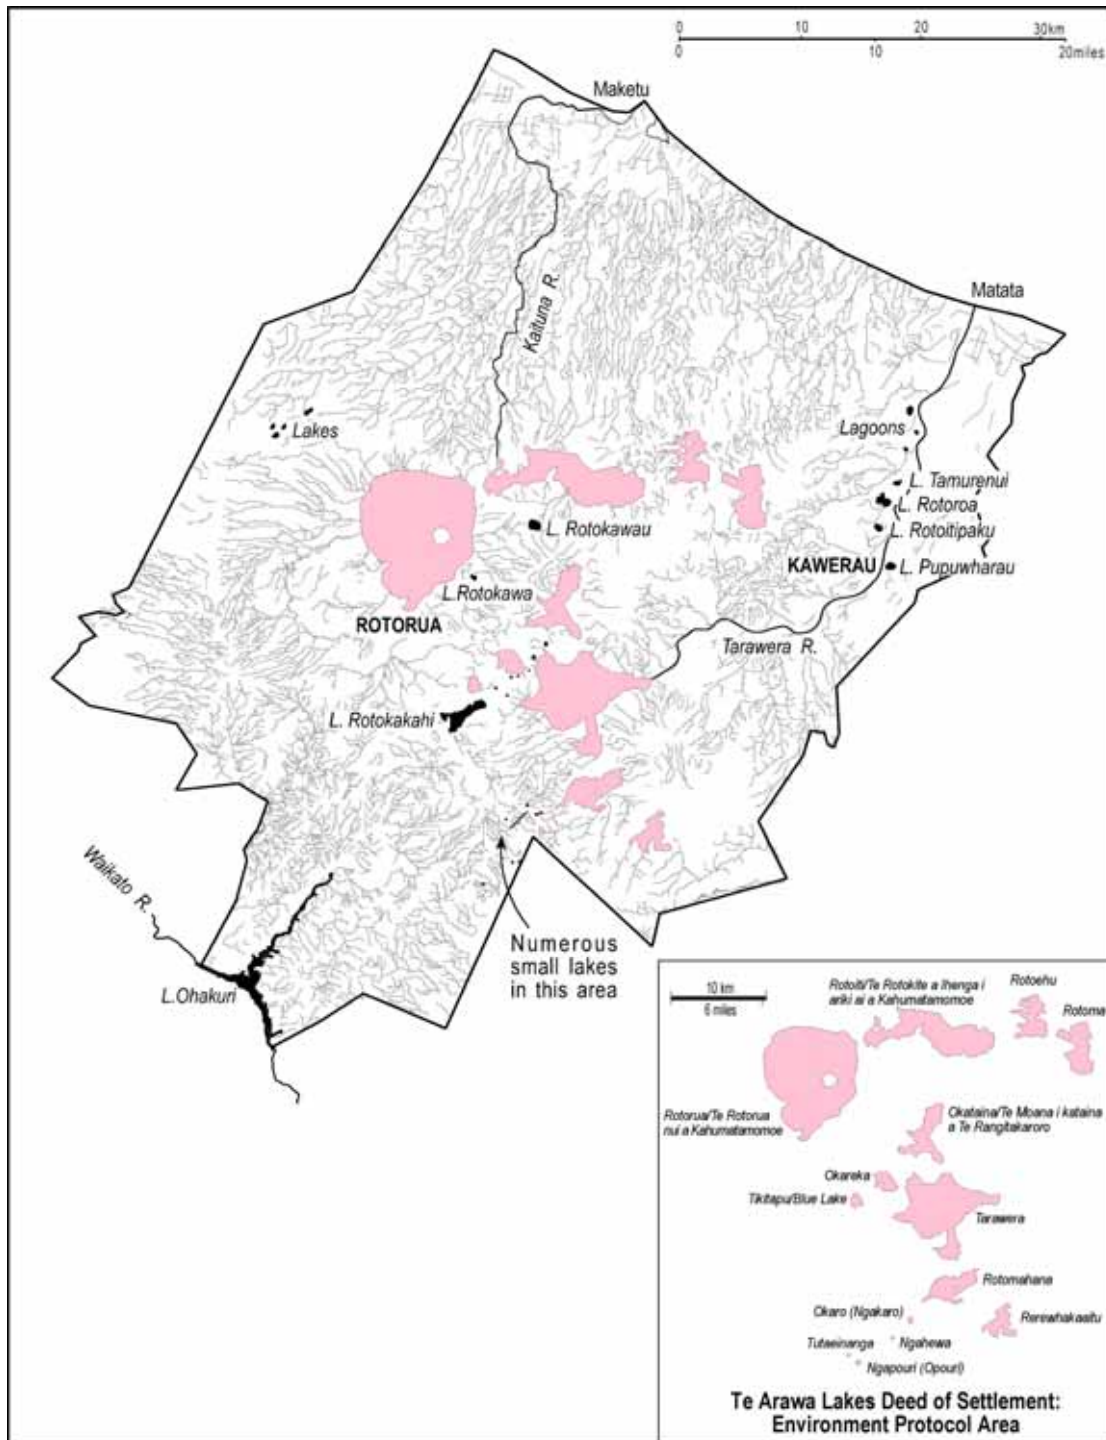 0 10 20 30km
0 10 20miles
Maketu
Kaituna R.
Matata
Lakes
Lagoons
L. Tamurenui
L. Rotoroa
L. Rotokawau
L. Rotoitipaku
KAWERAU
L. Pupuwharau
L.Rotokawa
ROTORUA
Tarawera R.
L. Rotokakahi
Waikato R.
L.Ohakuri
Numerous
small lakes
in this area
10 km
6 miles
Rotoiti/Te Rotokite a Ihenga i
ariki ai a Kahumatamomoe
Rotoehu
Rotoma
Rotorua/Te Rotorua
nui a Kahumatamomoe
Okataina/Te Moana i kataina
a Te Rangitakaroro
Okareka
Tikitapu/Blue Lake
Tarawera
Rotomahana
Okaro (Ngakaro)
Rerewhakaaitu
Tutaeinanga
Ngahewa
Ngapouri (Opouri)
Te Arawa Lakes Deed of Settlement:
Environment Protocol Area